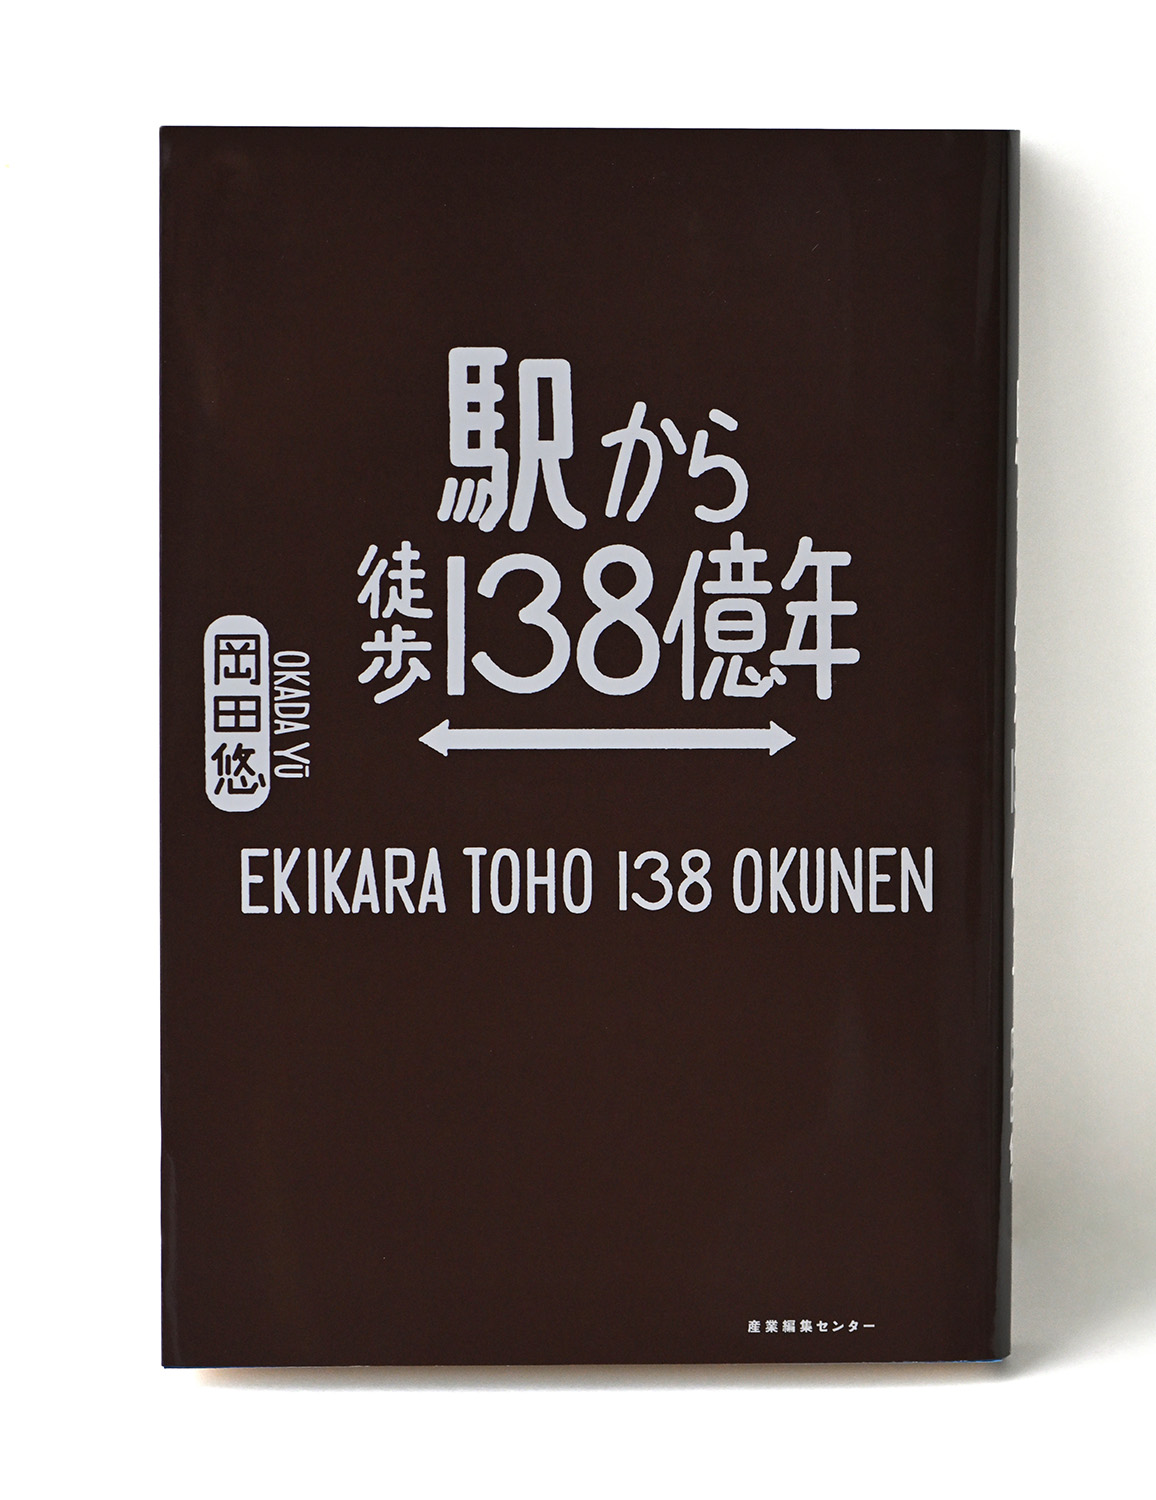 駅から
徒歩138億年
岡田悠
OKADA YŪ
EKIKARA TOHO 138 OKUNEN
産業編集センター